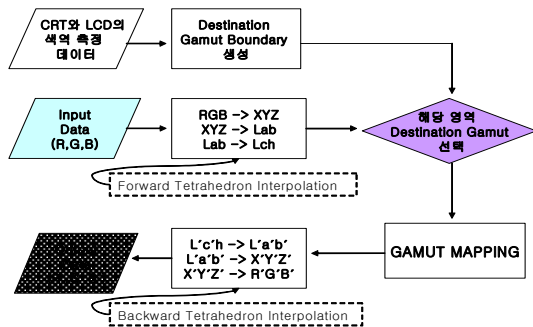 CRT와 LCD의
색역 측정
데이터
Destination
Gamut Boundary
생성
Input
Data
(R,G,B)
RGB -> XYZ
XYZ -> Lab
Lab -> Lch
해당 영역
Destination Gamut
선택
Forward Tetrahedron Interpolation
L'c'h -> L'a'b'
L'a'b' -> X'Y'Z'
X'Y'Z' -> R'G'B'
GAMUT MAPPING
Backward Tetrahedron Interpolation